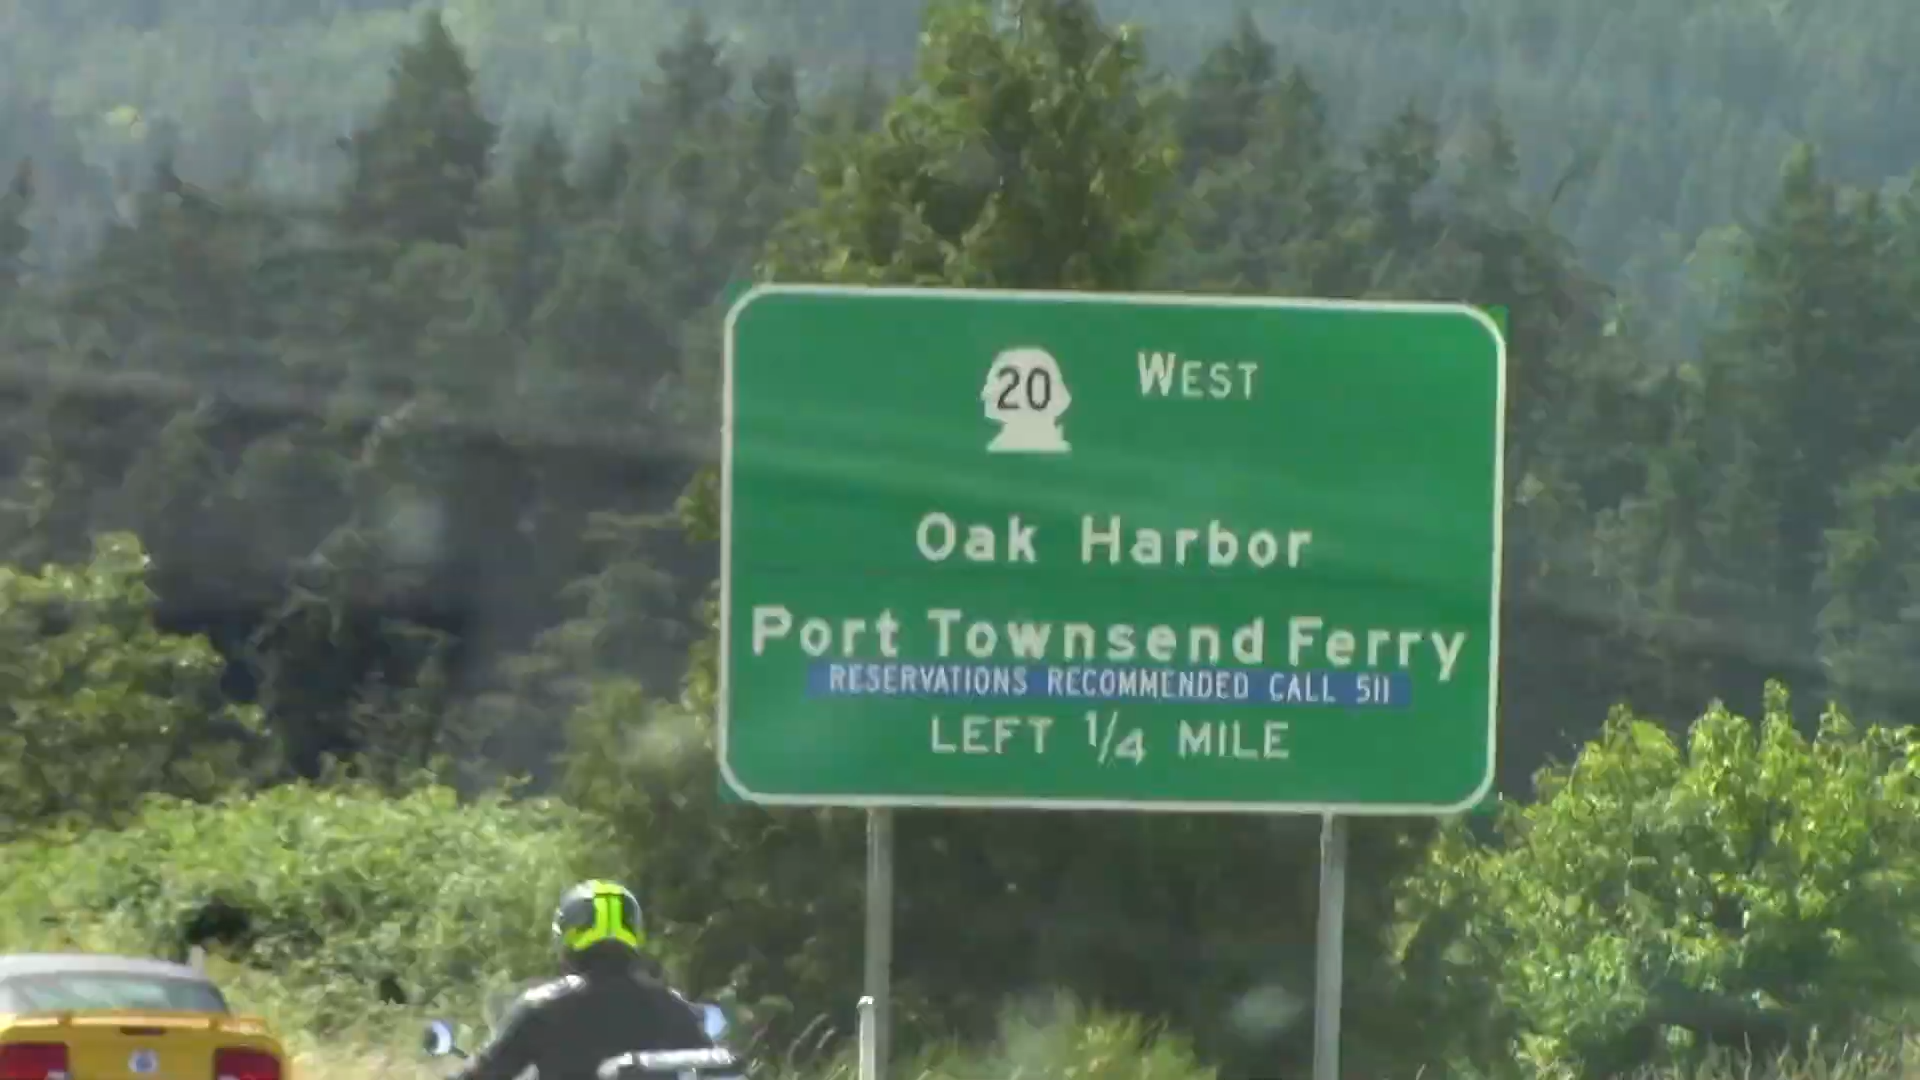 20 WEST
Oak Harbor
Port Townsend Ferry
RESERVATIONS RECOMMENDED CALL 511
LEFT 1/4 MILE